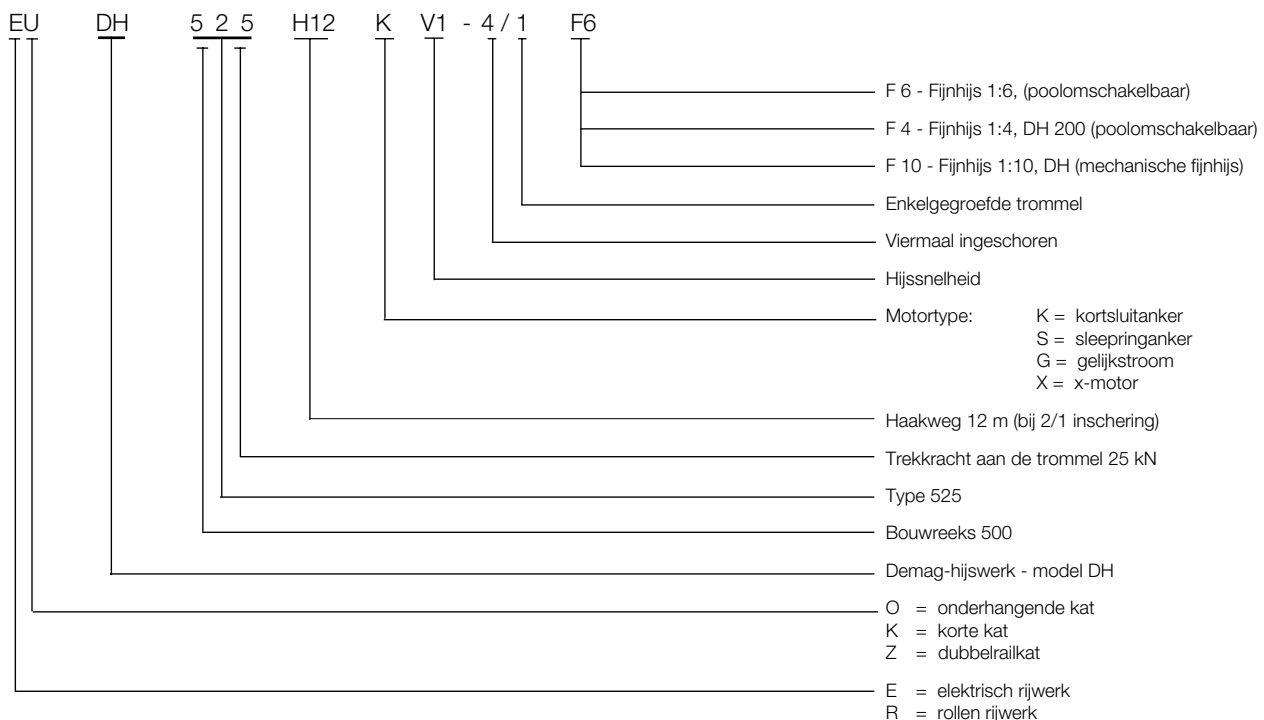 EU DH 5 2 5 H12 K V1 - 4 / 1 F6
F 6 - Fijnhijs 1:6, (poolomschakelbaar)
F 4 - Fijnhijs 1:4, DH 200 (poolomschakelbaar)
F 10 - Fijnhijs 1:10, DH (mechanische fijnhijs)
Enkelgegroefde trommel
Viermaal ingeschoren
Hijssnelheid
Motortype: K = kortsluitanker
S = sleepringanker
G = gelijkstroom
X = x-motor
Haakweg 12 m (bij 2/1 inschering)
Trekkracht aan de trommel 25 kN
Type 525
Bouwreeks 500
Demag-hijswerk - model DH
O = onderhangende kat
K = korte kat
Z = dubbelrailkat
E = elektrisch rijwerk
R = rollen rijwerk